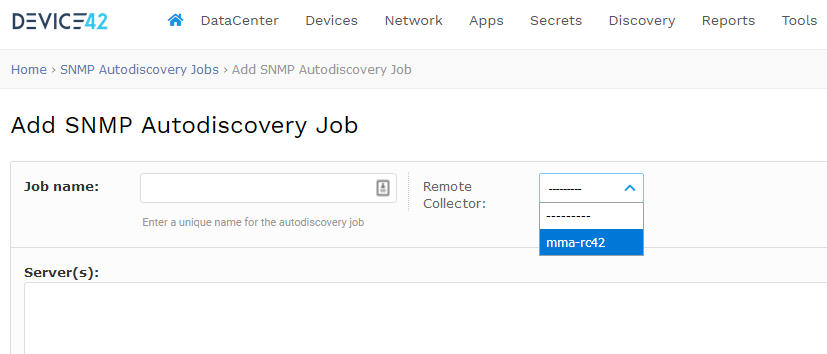 DEVICE42
DataCenter Devices Network Apps Secrets Discovery Reports Tools
Home › SNMP Autodiscovery Jobs › Add SNMP Autodiscovery Job
Add SNMP Autodiscovery Job
Job name:
Remote
Collector:
---------
Enter a unique name for the autodiscovery job
---------
mma-rc42
Server(s):